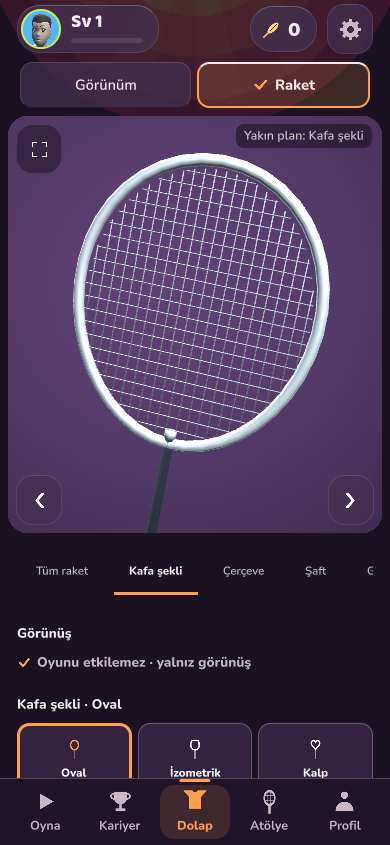 Sv 1
0
Görünüm
Raket
Yakın plan: Kafa şekli
Tüm raket
Kafa şekli
Çerçeve
Şaft
Görünüş
Oyunu etkilemez · yalnız görünüş
Kafa şekli · Oval
Oval
İzometrik
Kalp
Oyna
Kariyer
Dolap
Atölye
Profil